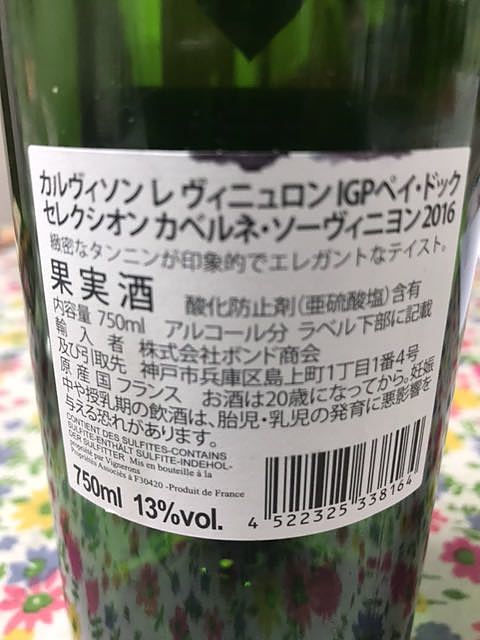 カルヴィソン レ ヴィニュロン IGPペイ・ドック
セレクシオン カベルネ・ソーヴィニヨン 2016
緻密なタンニンが印象的でエレガントなテイスト。
果実酒 酸化防止剤（亜硫酸塩）含有
内容量 750ml アルコール分 ラベル下部に記載
輸入者 株式会社ボンド商会
及び引取先 神戸市兵庫区島上町1丁目1番4号
原産国 フランス お酒は20歳になってから。妊娠
中や授乳期の飲酒は、胎児・乳児の発育に悪影響を
与える恐れがあります。
CONTIENT DES SULFITES-CONTAINS
SULFITE-ENTHÄLT SULFITE-INDEHOL-
DER SULFITTER Mis en bouteille à la
propriété par Vignerons
Propriétés Associés à F30420 -Produit de France
750ml 13%vol.
4 522325 338164